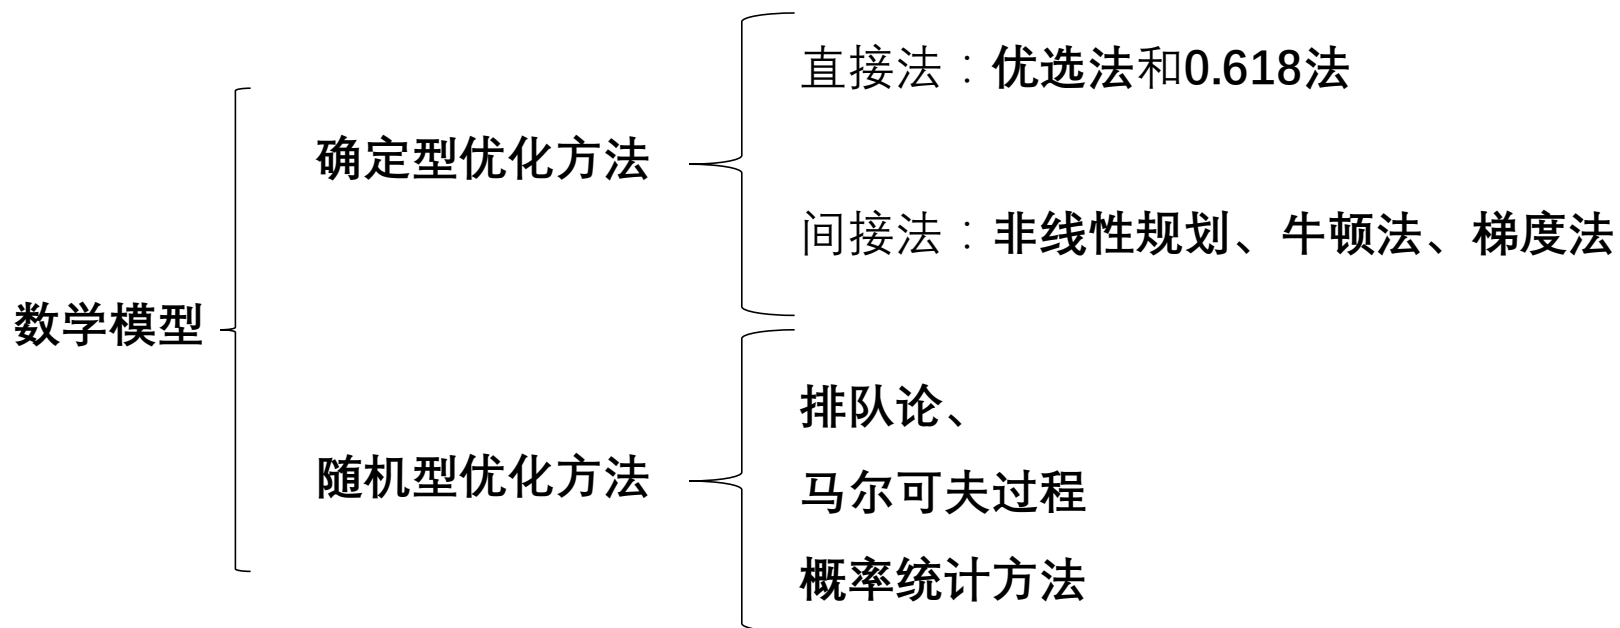 数学模型
确定型优化方法
直接法：优选法和0.618法
间接法：非线性规划、牛顿法、梯度法
随机型优化方法
排队论、
马尔可夫过程
概率统计方法